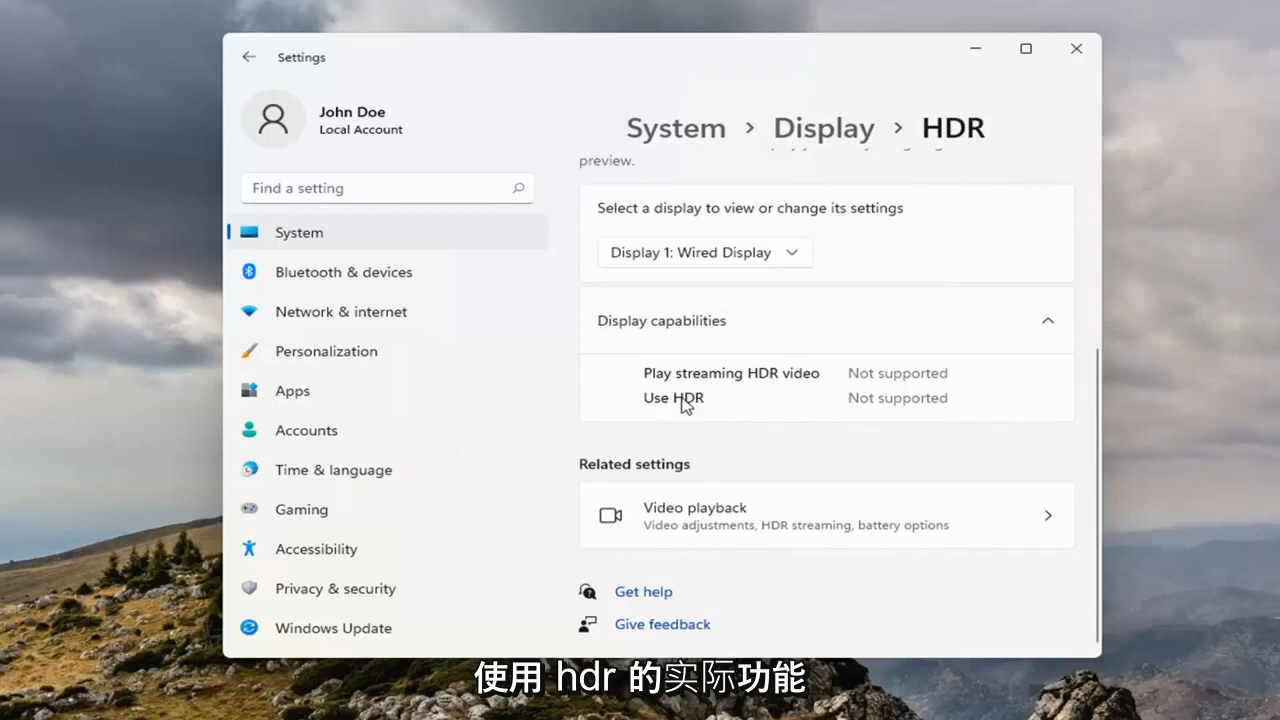 Settings
John Doe
Local Account
System > Display > HDR
preview.
Find a setting
Select a display to view or change its settings
System
Display 1: Wired Display
Bluetooth & devices
Network & internet
Display capabilities
Personalization
Play streaming HDR video Not supported
Apps
Use HDR Not supported
Accounts
Related settings
Time & language
Gaming
Video playback
Video adjustments, HDR streaming, battery options
Accessibility
Privacy & security
Get help
Windows Update
Give feedback
使用 hdr 的实际功能